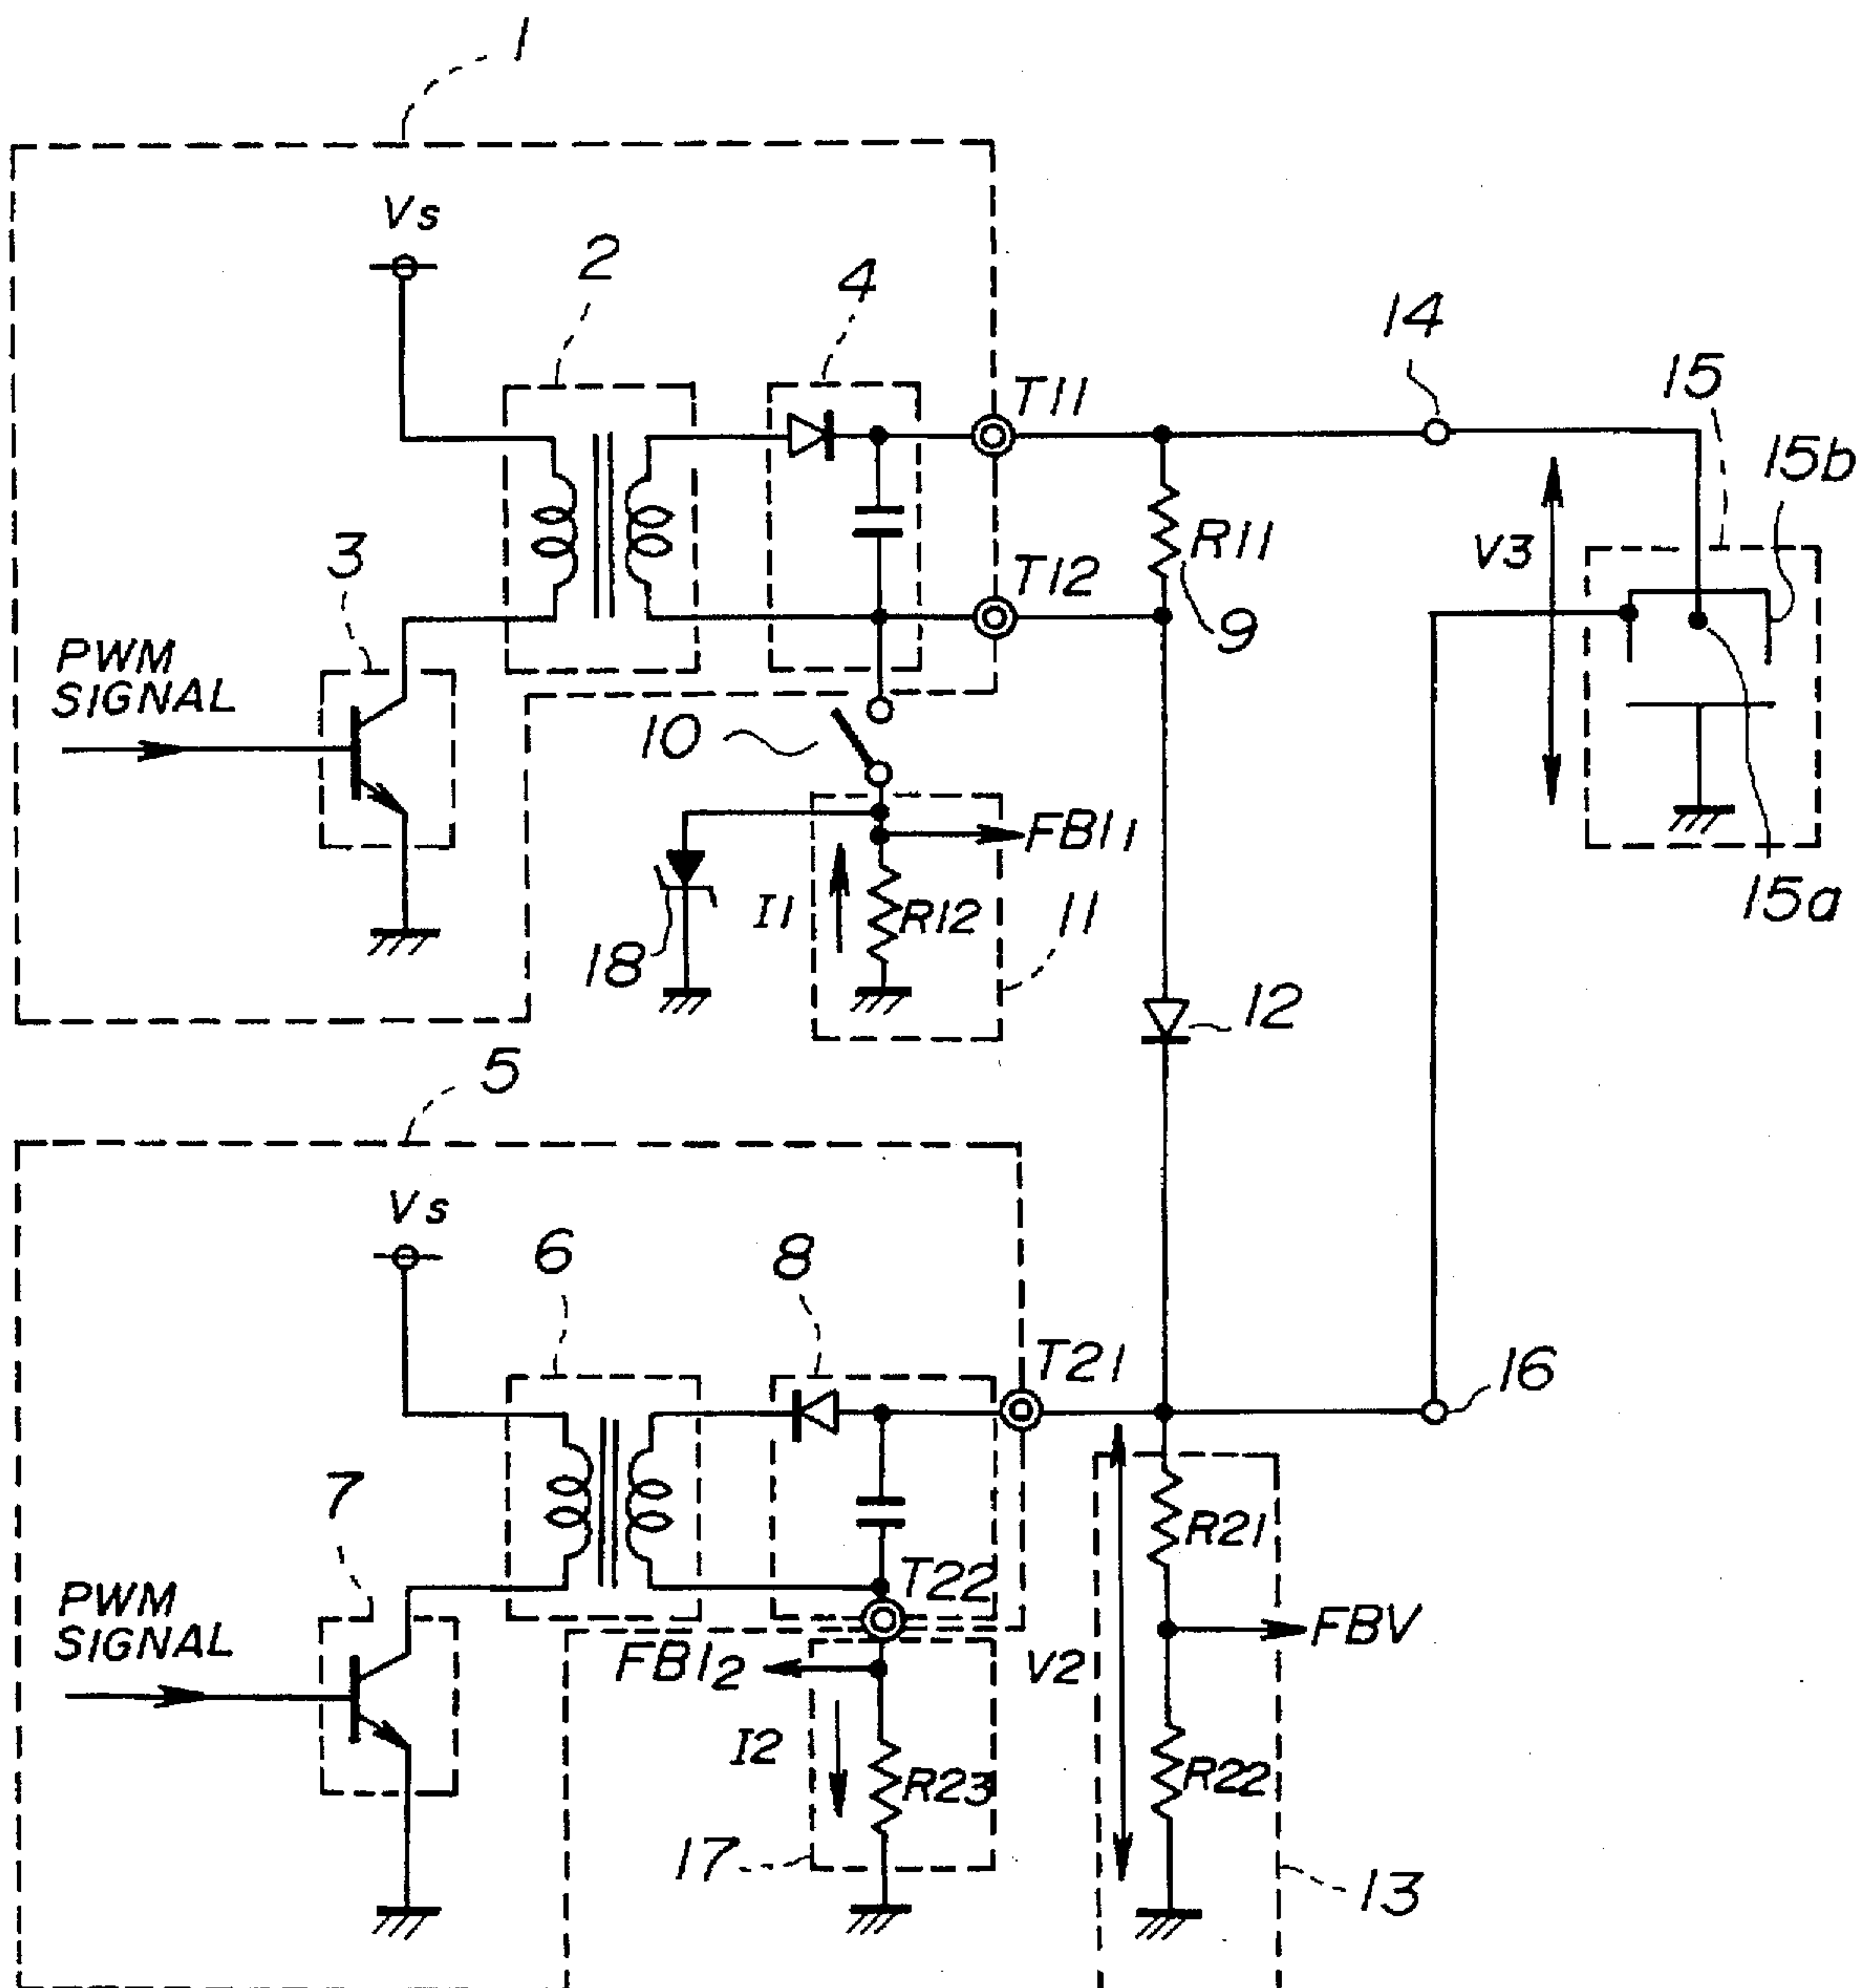 1
Vs
2
4
14
15
T11
15b
3
R11
V3
T12
9
PWM
SIGNAL
10
FBI1
I1
R12
11
15a
18
12
5
Vs
6
8
T21
16
7
R21
T22
PWM
SIGNAL
FBI2
V2
FBV
I2
R23
R22
17
13